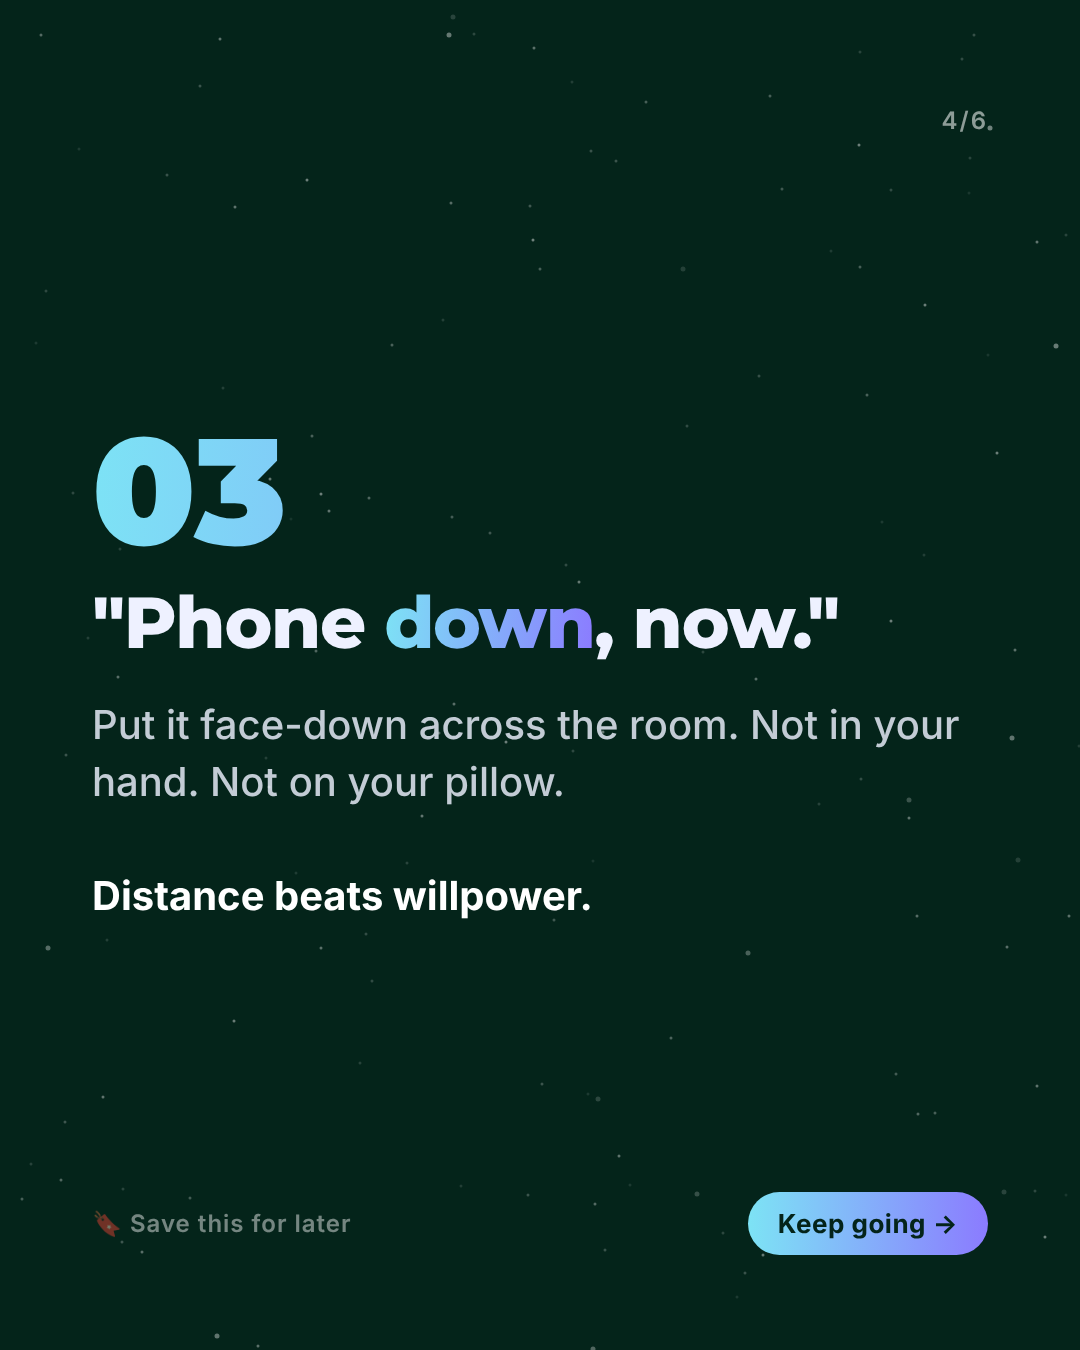 4/6
03
"Phone down, now."
Put it face-down across the room. Not in your
hand. Not on your pillow.
Distance beats willpower.
🔖 Save this for later
Keep going →